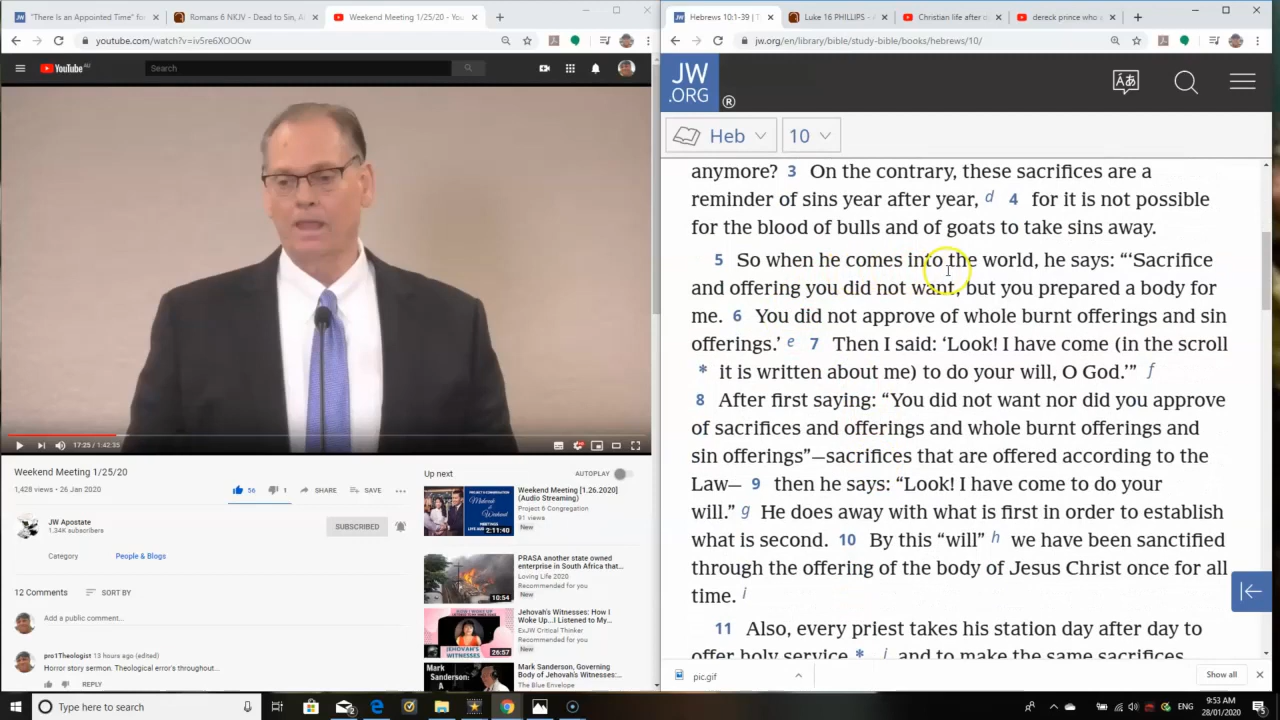 "There Is an Appointed Time" for
Romans 6 NKJV - Dead to Sin, Al
Weekend Meeting 1/25/20 - You
youtube.com/watch?v=iv5re6XOOOw
YouTube AU
Search
17:25 / 1:42:35
Weekend Meeting 1/25/20
1,428 views • 26 Jan 2020
56
1
SHARE
SAVE
JW Apostate
1.34K subscribers
SUBSCRIBED
Category
People & Blogs
12 Comments
SORT BY
Add a public comment...
pro1Theologist 13 hours ago (edited)
Horror story sermon. Theological error's throughout...
REPLY
Up next
AUTOPLAY
Weekend Meeting [1.26.2020]
(Audio Streaming)
Project 6 Congregation
91 views
New
2:11:40
PRASA another state owned
enterprise in South Africa that...
Loving Life 2020
Recommended for you
New
10:54
Jehovah's Witnesses: How I
Woke Up...I Listened to My...
ExJW Critical Thinker
Recommended for you
26:57
Mark Sanderson, Governing
Body of Jehovah's Witnesses:...
The Blue Envelope
Mark
Sanderson:
A
Hebrews 10:1-39 | T
Luke 16 PHILLIPS - A
Christian life after d
dereck prince who w
jw.org/en/library/bible/study-bible/books/hebrews/10/
JW
.ORG
®
Heb
10
anymore? 3 On the contrary, these sacrifices are a
reminder of sins year after year, d 4 for it is not possible
for the blood of bulls and of goats to take sins away.
5 So when he comes into the world, he says: “‘Sacrifice
and offering you did not want, but you prepared a body for
me. 6 You did not approve of whole burnt offerings and sin
offerings.’ e 7 Then I said: ‘Look! I have come (in the scroll
* it is written about me) to do your will, O God.’” f
8 After first saying: “You did not want nor did you approve
of sacrifices and offerings and whole burnt offerings and
sin offerings”—sacrifices that are offered according to the
Law— 9 then he says: “Look! I have come to do your
will.” g He does away with what is first in order to establish
what is second. 10 By this “will” h we have been sanctified
through the offering of the body of Jesus Christ once for all
time. i
11 Also, every priest takes his station day after day to
offer holy service * j and to make the same sacrifices
pic.gif
Show all
Type here to search
ENG
9:53 AM
28/01/2020